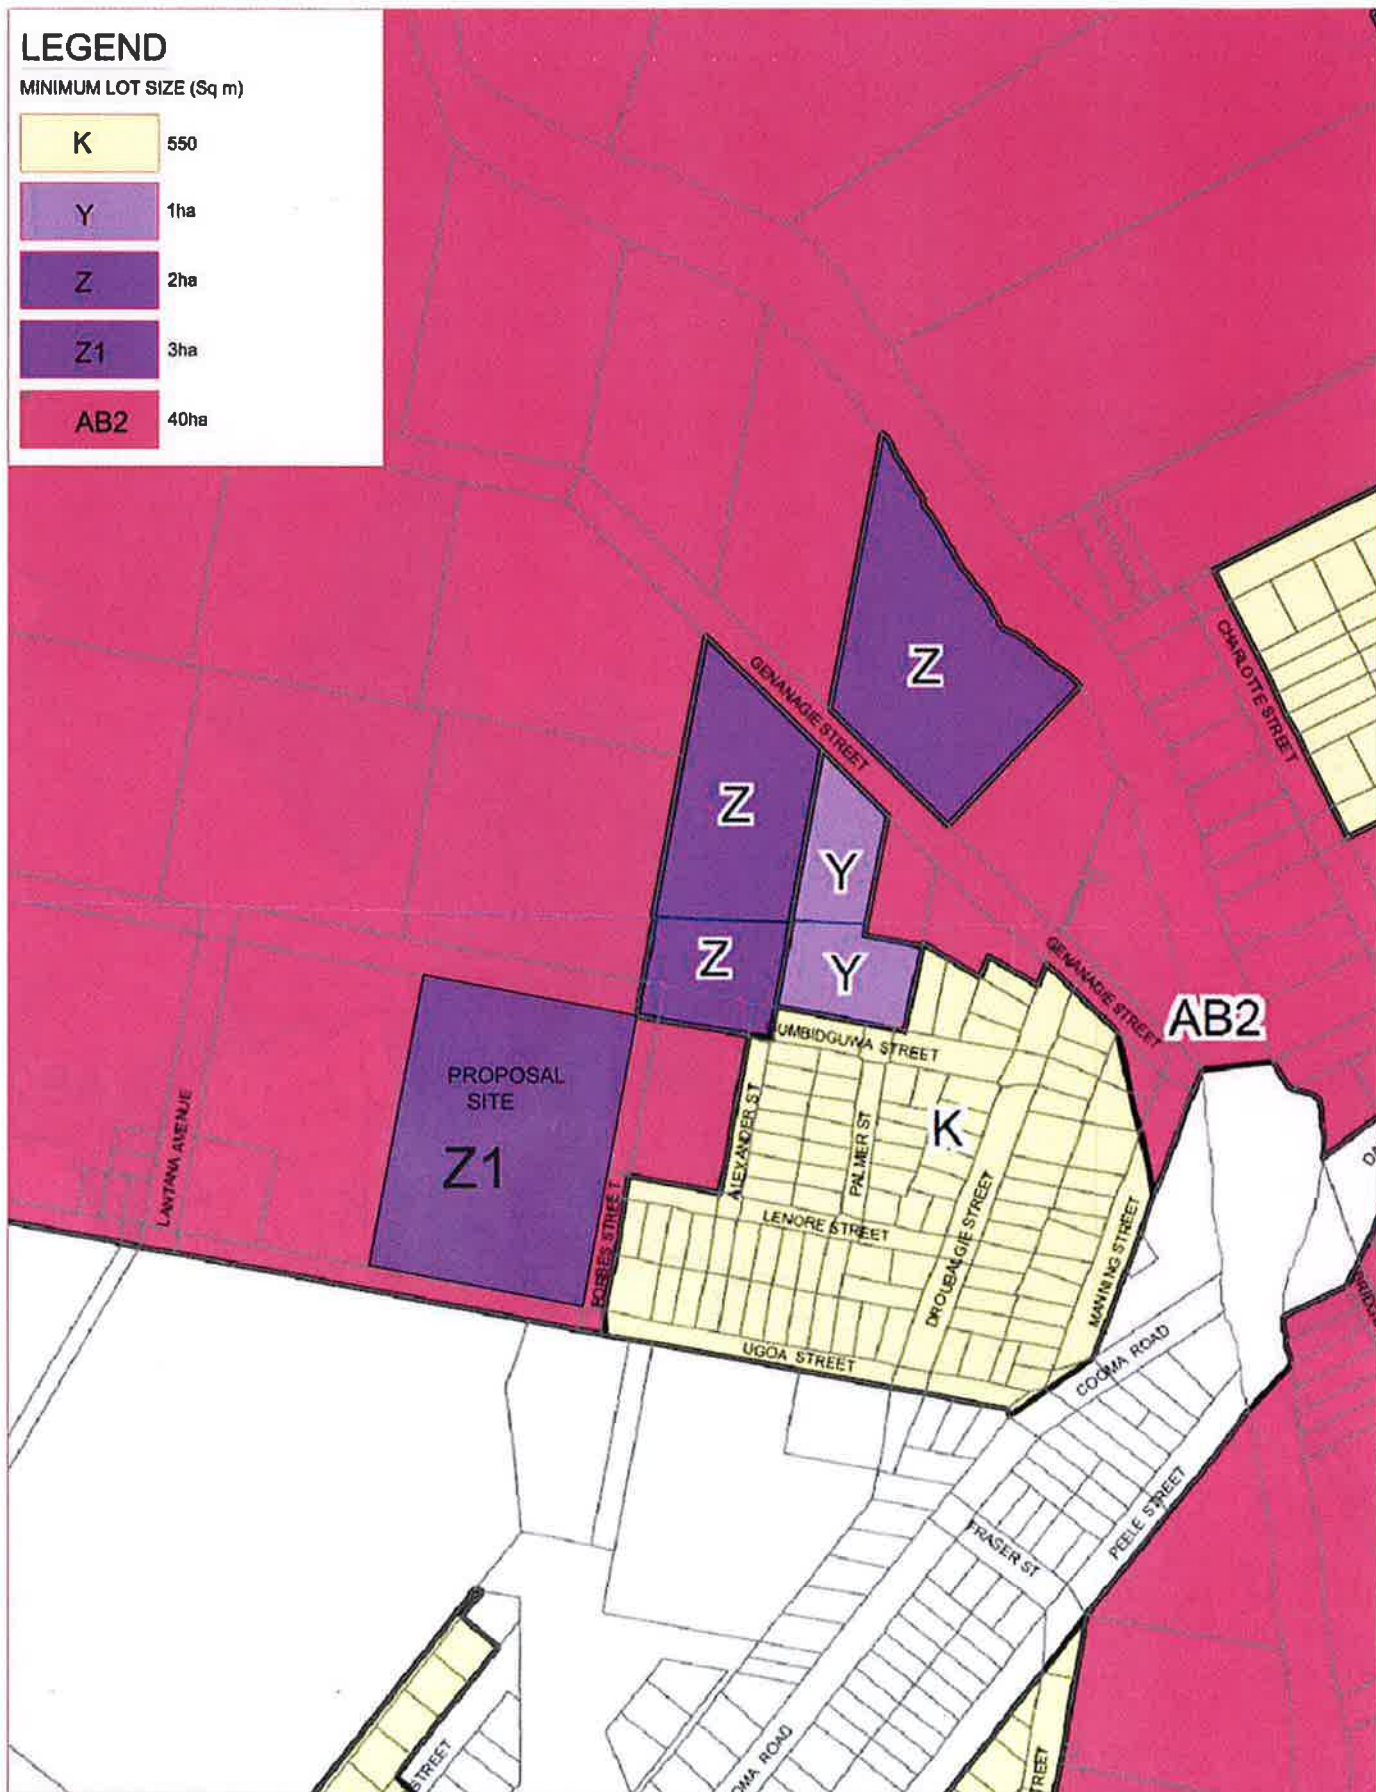 LEGEND
MINIMUM LOT SIZE (Sq m)
K 550
Y 1ha
Z 2ha
Z1 3ha
AB2 40ha
CHARLOTTE STREET
GENANAGIE STREET
Z
Z
Y
Z
Y
GENANAGIE STREET
AB2
UMBIDGUWA STREET
PROPOSAL
SITE
Z1
LANTANA AVENUE
ALEXANDER ST
PALMER ST
K
LENORE STREET
DROUBALGIE STREET
MANNING STREET
STREET
UGOA STREET
COOMA ROAD
PEELE STREET
FRASER ST
STREET
OMA ROAD